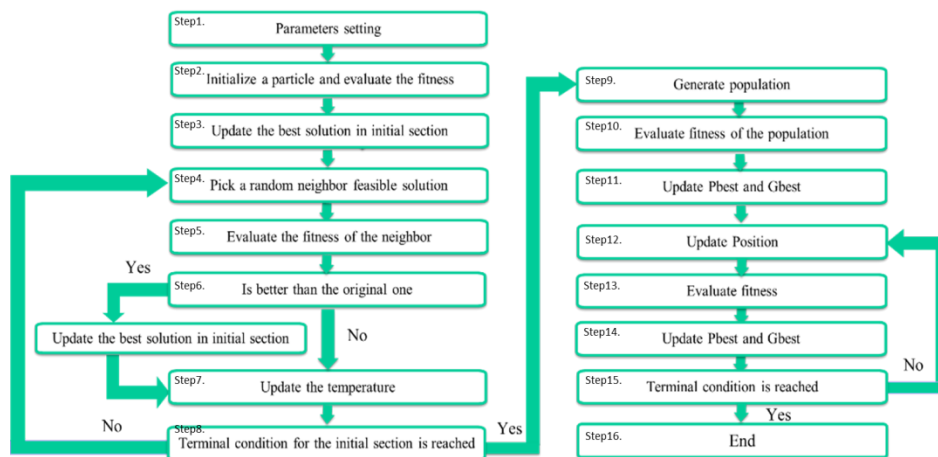 Step1. Parameters setting
Step2. Initialize a particle and evaluate the fitness
Step3. Update the best solution in initial section
Step4. Pick a random neighbor feasible solution
Step5. Evaluate the fitness of the neighbor
Yes
Step6. Is better than the original one
No
Update the best solution in initial section
Step7. Update the temperature
No
Step8. Terminal condition for the initial section is reached
Yes
Step9. Generate population
Step10. Evaluate fitness of the population
Step11. Update Pbest and Gbest
Step12. Update Position
Step13. Evaluate fitness
Step14. Update Pbest and Gbest
No
Step15. Terminal condition is reached
Yes
Step16. End